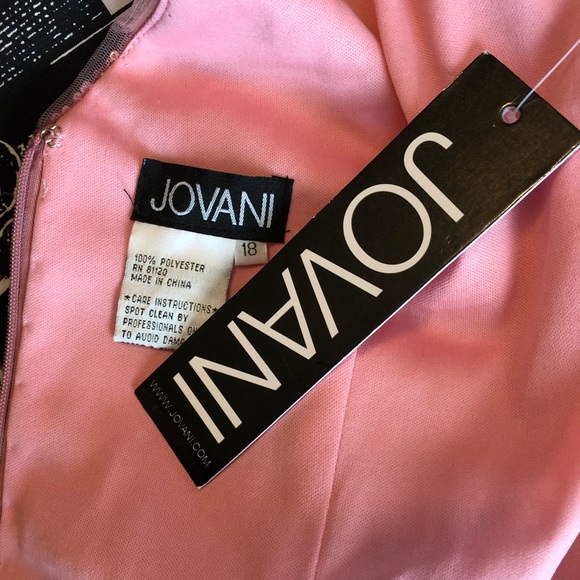 JOVANI
18
100% POLYESTER
RN 81120
MADE IN CHINA
*CARE INSTRUCTIONS*
SPOT CLEAN BY
PROFESSIONALS
TO AVOID
JOVANI
WWW.JOVANI.COM